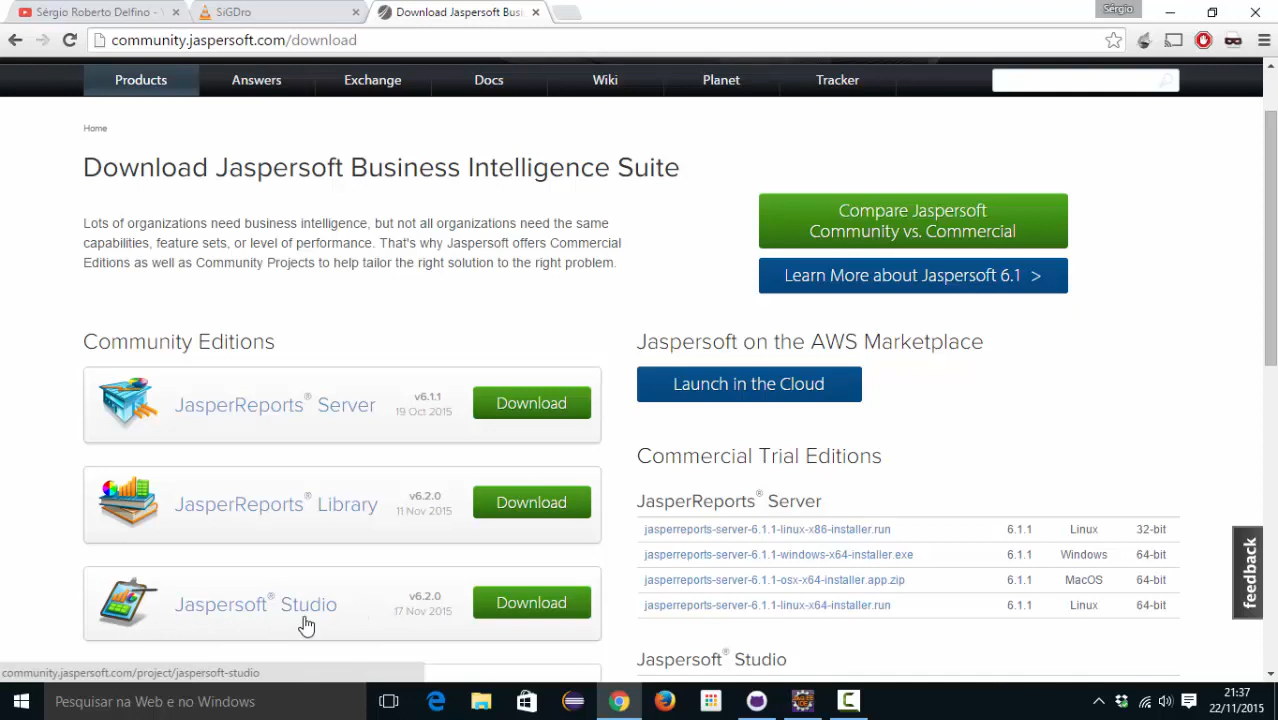 Sérgio Roberto Delfino - Y
SiGDro
Download Jaspersoft Busi
Sérgio
community.jaspersoft.com/download
Products
Answers
Exchange
Docs
Wiki
Planet
Tracker
Home
Download Jaspersoft Business Intelligence Suite
Lots of organizations need business intelligence, but not all organizations need the same
capabilities, feature sets, or level of performance. That's why Jaspersoft offers Commercial
Editions as well as Community Projects to help tailor the right solution to the right problem.
Compare Jaspersoft
Community vs. Commercial
Learn More about Jaspersoft 6.1 >
Community Editions
JasperReports® Server
v6.1.1
19 Oct 2015
Download
JasperReports® Library
v6.2.0
11 Nov 2015
Download
Jaspersoft® Studio
v6.2.0
17 Nov 2015
Download
Jaspersoft on the AWS Marketplace
Launch in the Cloud
Commercial Trial Editions
JasperReports® Server
jasperreports-server-6.1.1-linux-x86-installer.run 6.1.1 Linux 32-bit
jasperreports-server-6.1.1-windows-x64-installer.exe 6.1.1 Windows 64-bit
jasperreports-server-6.1.1-osx-x64-installer.app.zip 6.1.1 MacOS 64-bit
jasperreports-server-6.1.1-linux-x64-installer.run 6.1.1 Linux 64-bit
Jaspersoft® Studio
feedback
community.jaspersoft.com/project/jaspersoft-studio
Pesquisar na Web e no Windows
21:37
22/11/2015